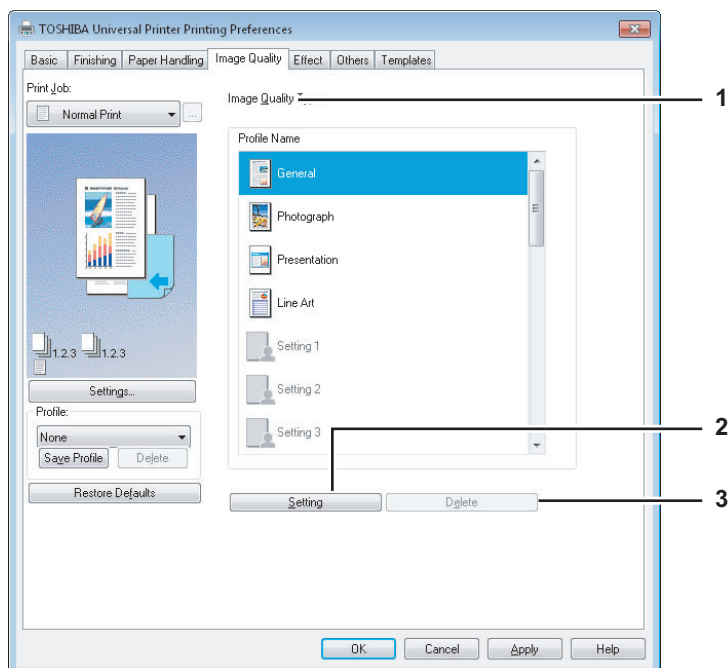 TOSHIBA Universal Printer Printing Preferences
Basic Finishing Paper Handling Image Quality Effect Others Templates
Print Job:
Normal Print
...
1.2.3 1.2.3
Settings...
Profile:
None
Save Profile Delete
Restore Defaults
Image Quality
1
Profile Name
General
Photograph
Presentation
Line Art
Setting 1
Setting 2
Setting 3
2
Setting Delete
3
OK Cancel Apply Help